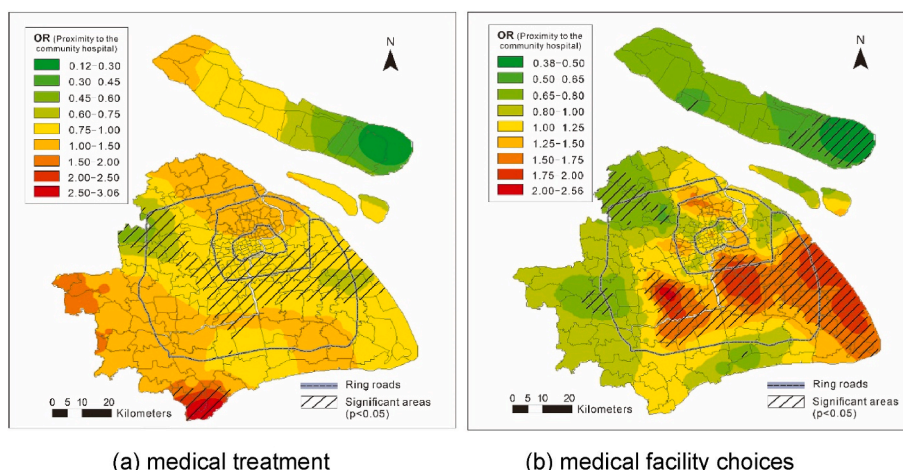 OR (Proximity to the
community hospital)
0.12–0.30
0.30 0.45
0.45–0.60
0.60–0.75
0.75–1.00
1.00–1.50
1.50 2.00
2.00–2.50
2.50–3.06
N
0 5 10 20
Kilometers
Ring roads
Significant areas
(p<0.05)
(a) medical treatment
OR (Proximity to the
community hospital)
0.38–0.50
0.50 0.65
0.65–0.80
0.80–1.00
1.00 1.25
1.25–1.50
1.50–1.75
1.75 2.00
2.00–2.56
N
0 5 10 20
Kilometers
Ring roads
Significant areas
(p<0.05)
(b) medical facility choices